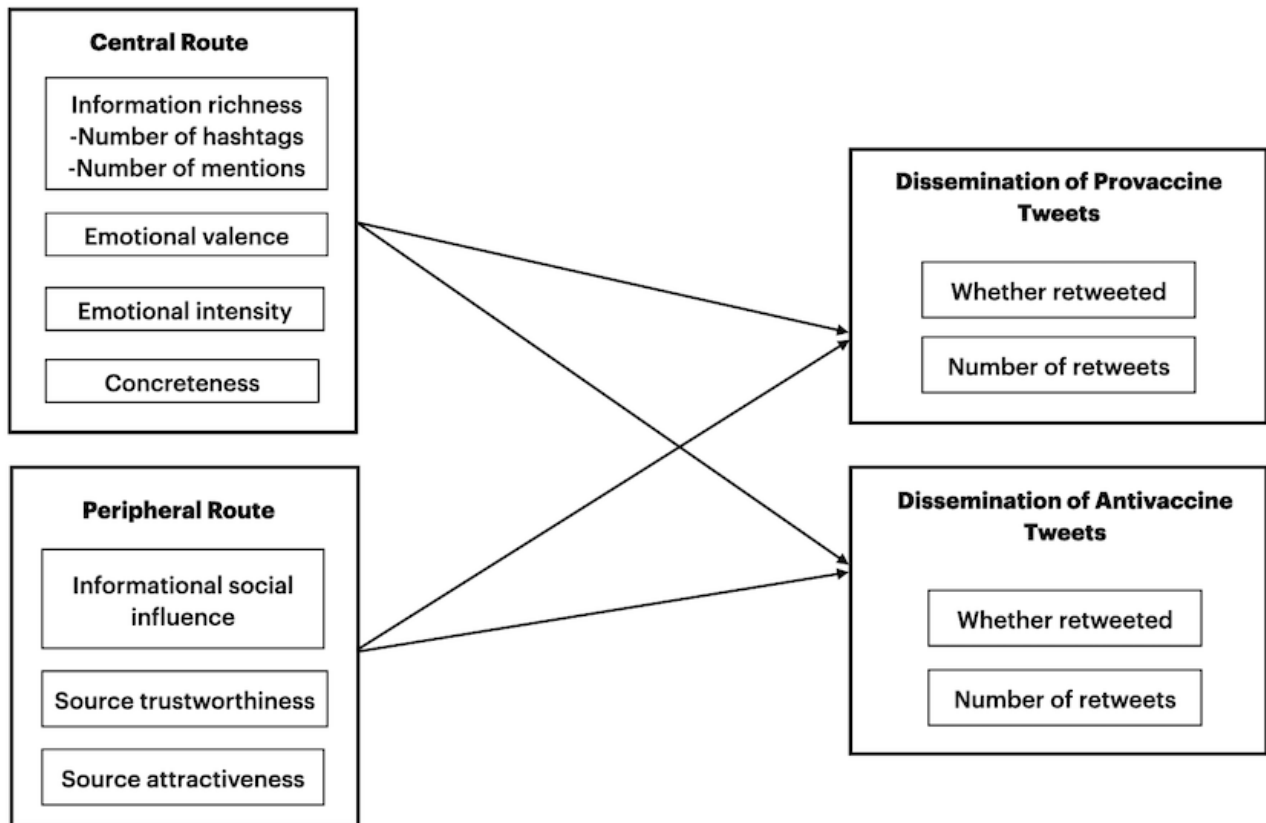 Central Route
Information richness
-Number of hashtags
-Number of mentions
Emotional valence
Emotional intensity
Concreteness
Peripheral Route
Informational social
influence
Source trustworthiness
Source attractiveness
Dissemination of Provaccine
Tweets
Whether retweeted
Number of retweets
Dissemination of Antivaccine
Tweets
Whether retweeted
Number of retweets